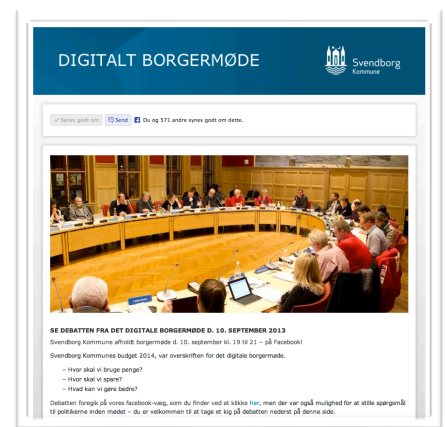 DIGITALT BORGERMØDE
Svendborg
Kommune
✓ Synes godt om Send Du og 571 andre synes godt om dette.
SE DEBATTEN FRA DET DIGITALE BORGERMØDE D. 10. SEPTEMBER 2013
Svendborg Kommune afholdt borgermøde d. 10. september kl. 19 til 21 – på Facebook!
Svendborg Kommunes budget 2014, var overskriften for det digitale borgermøde.
– Hvor skal vi bruge penge?
– Hvor skal vi spare?
– Hvad kan vi gøre bedre?
Debatten foregik på vores facebook-væg, som du finder ved at klikke her, men der var også mulighed for at stille spørgsmål
til politikerne inden mødet – du er velkommen til at tage et kig på debatten nederst på denne side.